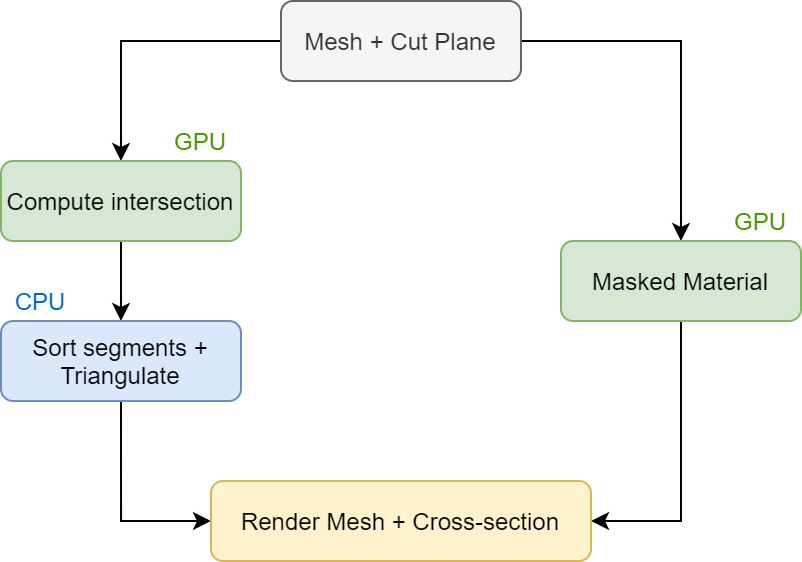 Mesh + Cut Plane
GPU
Compute intersection
GPU
Masked Material
CPU
Sort segments +
Triangulate
Render Mesh + Cross-section